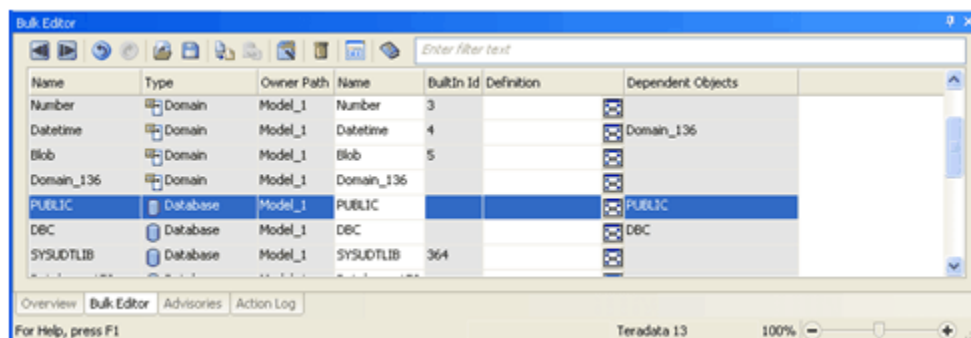 Bulk Editor
Enter filter text
Name Type Owner Path Name BuiltIn Id Definition Dependent Objects
Number Domain Model_1 Number 3
Datetime Domain Model_1 Datetime 4 Domain_136
Blob Domain Model_1 Blob 5
Domain_136 Domain Model_1 Domain_136
PUBLIC Database Model_1 PUBLIC PUBLIC
DBC Database Model_1 DBC DBC
SYSUDTLIB Database Model_1 SYSUDTLIB 364
Overview Bulk Editor Advisories Action Log
For Help, press F1 Teradata 13 100%